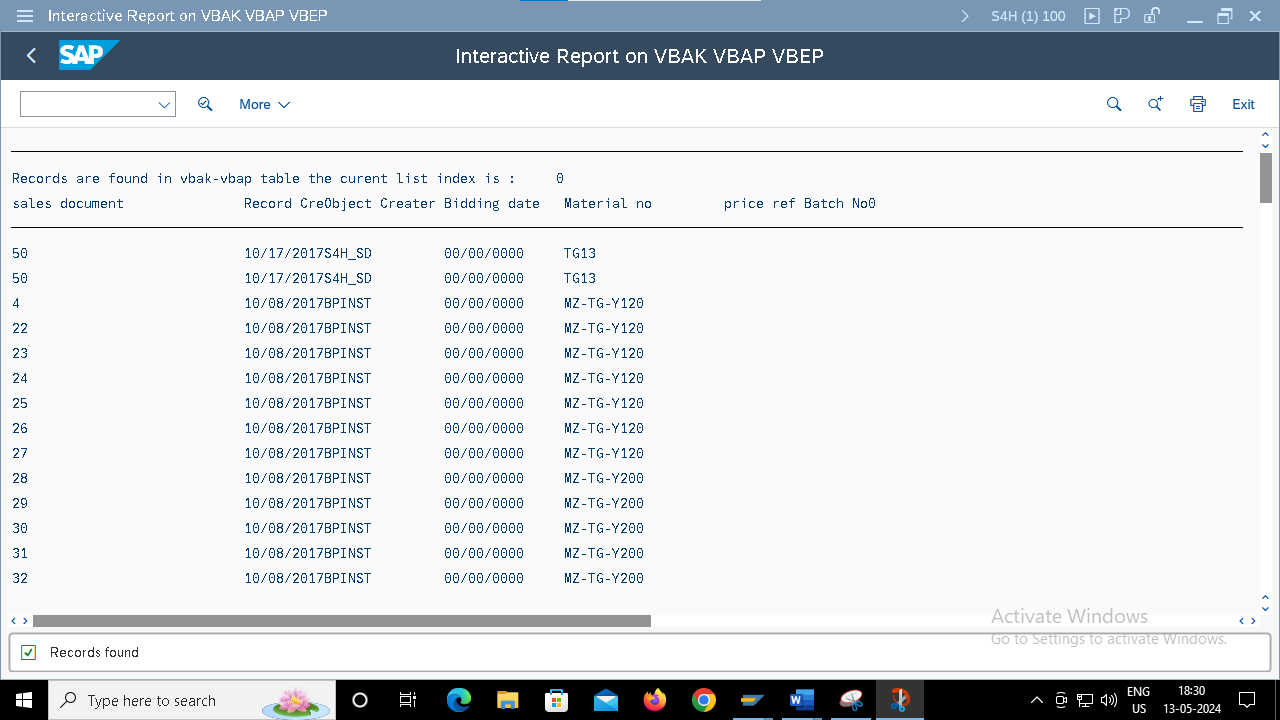 Interactive Report on VBAK VBAP VBEP
S4H (1) 100
SAP
Interactive Report on VBAK VBAP VBEP
More
Exit
Records are found in vbak-vbap table the curent list index is : 0
sales document Record CreObject Creater Bidding date Material no price ref Batch No0
50 10/17/2017S4H_SD 00/00/0000 TG13
50 10/17/2017S4H_SD 00/00/0000 TG13
4 10/08/2017BPINST 00/00/0000 MZ-TG-Y120
22 10/08/2017BPINST 00/00/0000 MZ-TG-Y120
23 10/08/2017BPINST 00/00/0000 MZ-TG-Y120
24 10/08/2017BPINST 00/00/0000 MZ-TG-Y120
25 10/08/2017BPINST 00/00/0000 MZ-TG-Y120
26 10/08/2017BPINST 00/00/0000 MZ-TG-Y120
27 10/08/2017BPINST 00/00/0000 MZ-TG-Y120
28 10/08/2017BPINST 00/00/0000 MZ-TG-Y200
29 10/08/2017BPINST 00/00/0000 MZ-TG-Y200
30 10/08/2017BPINST 00/00/0000 MZ-TG-Y200
31 10/08/2017BPINST 00/00/0000 MZ-TG-Y200
32 10/08/2017BPINST 00/00/0000 MZ-TG-Y200
Activate Windows
Go to Settings to activate Windows.
Records found
Type here to search
ENG
US
18:30
13-05-2024